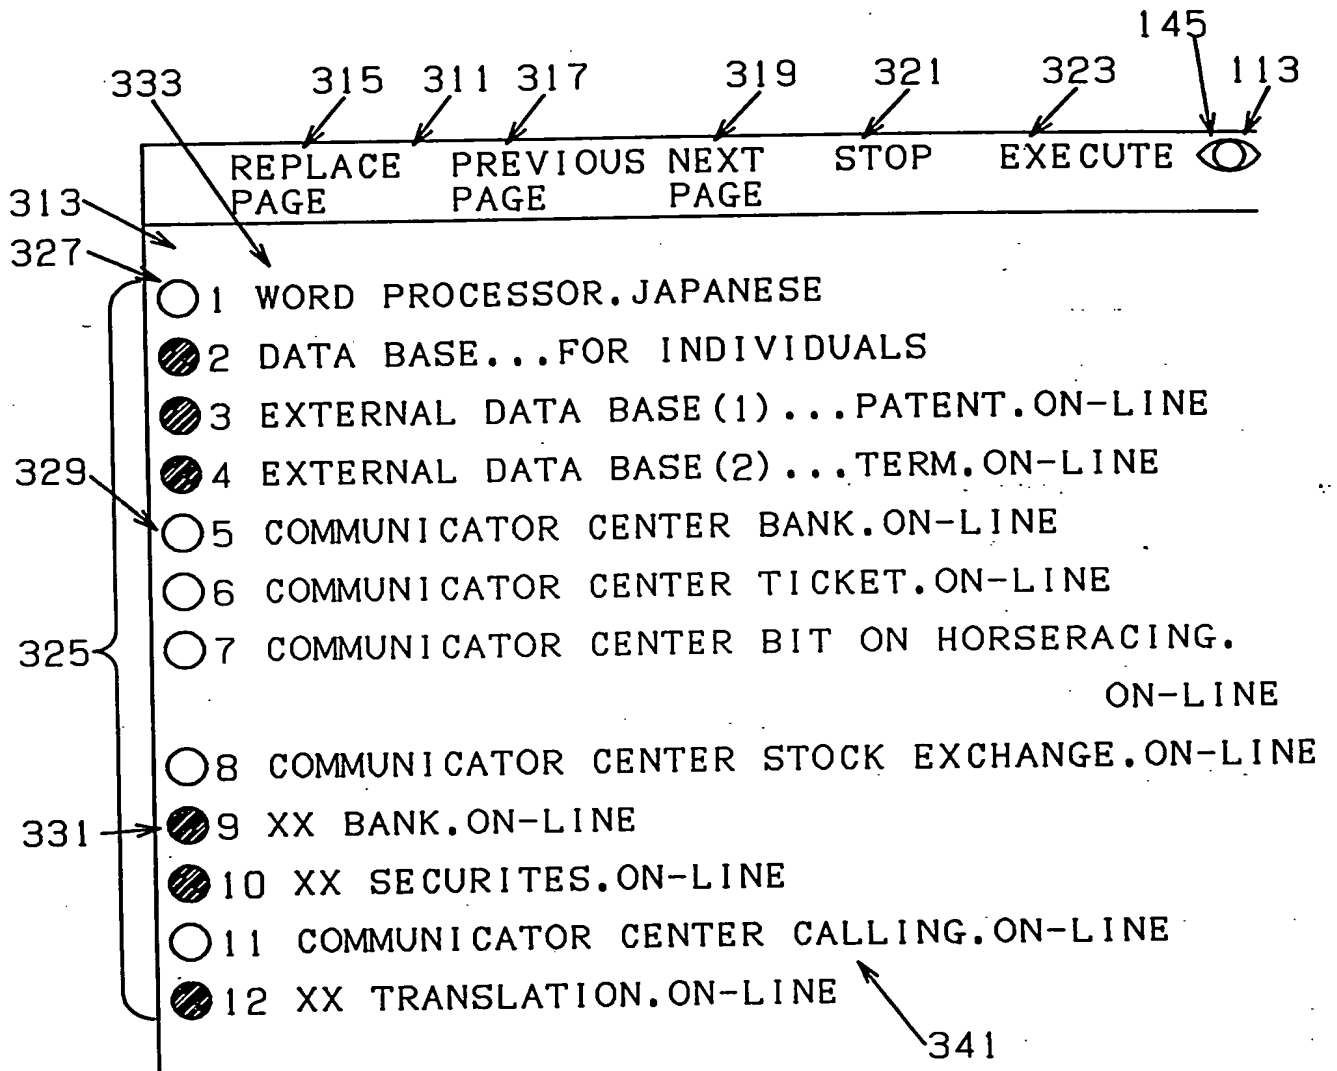 145
333 315 311 317 319 321 323 113
REPLACE PREVIOUS NEXT STOP EXECUTE
PAGE PAGE PAGE
313
327
1 WORD PROCESSOR.JAPANESE
2 DATA BASE...FOR INDIVIDUALS
3 EXTERNAL DATA BASE(1)...PATENT.ON-LINE
329
4 EXTERNAL DATA BASE(2)...TERM.ON-LINE
5 COMMUNICATOR CENTER BANK.ON-LINE
6 COMMUNICATOR CENTER TICKET.ON-LINE
325
7 COMMUNICATOR CENTER BIT ON HORSERACING.
ON-LINE
8 COMMUNICATOR CENTER STOCK EXCHANGE.ON-LINE
331
9 XX BANK.ON-LINE
10 XX SECURITES.ON-LINE
11 COMMUNICATOR CENTER CALLING.ON-LINE
12 XX TRANSLATION.ON-LINE
341